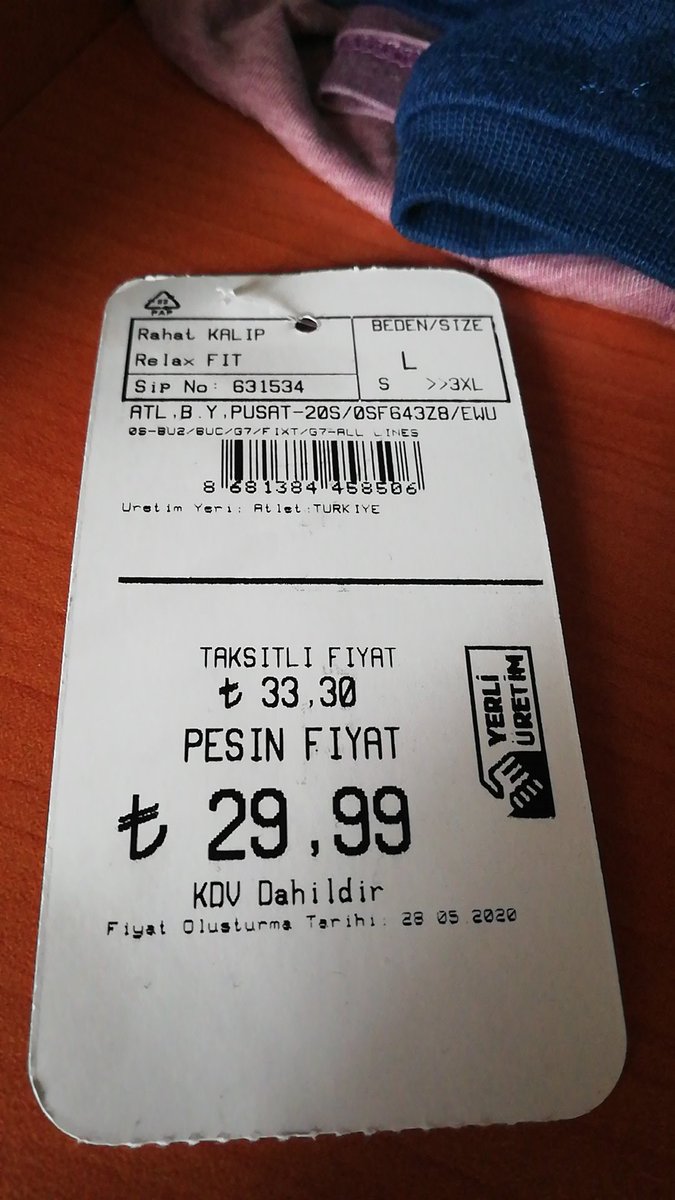 PAP
Rahat KALIP
Relax FIT
Sip No: 631534
BEDEN/SIZE
L
S >>3XL
ATL,B.Y,PUSAT-20S/0SF643Z8/EWU
0S-BU2/BUC/G7/FIXT/G7-ALL LINES
8 681384 468506
Uretim Yeri: Atlet:TURKIYE
TAKSITLI FIYAT
₺ 33,30
PESIN FIYAT
₺ 29,99
KDV Dahildir
Fiyat Olusturma Tarihi: 28 05.2020
YERLİ
ÜRETİM